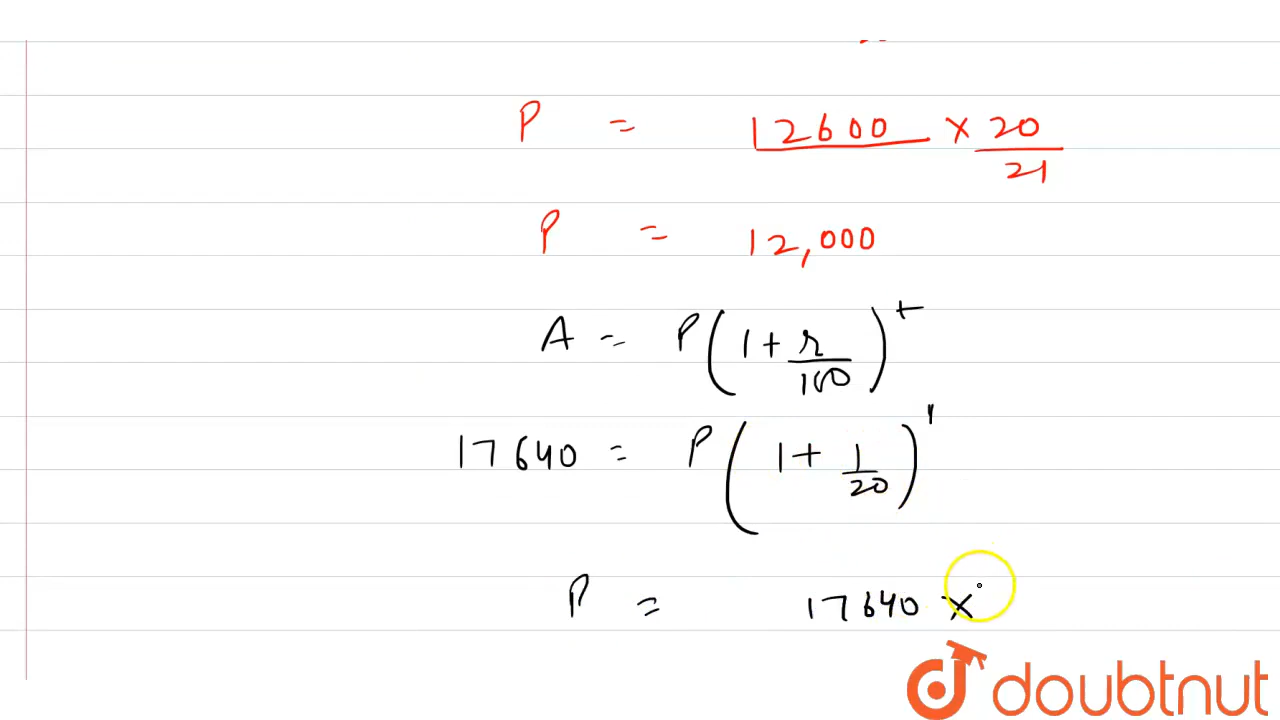 P = 12600 × 20/21
P = 12,000
A = P(1 + r/100)^t
17640 = P(1 + 1/20)^1
P = 17640 ×
doubtnut